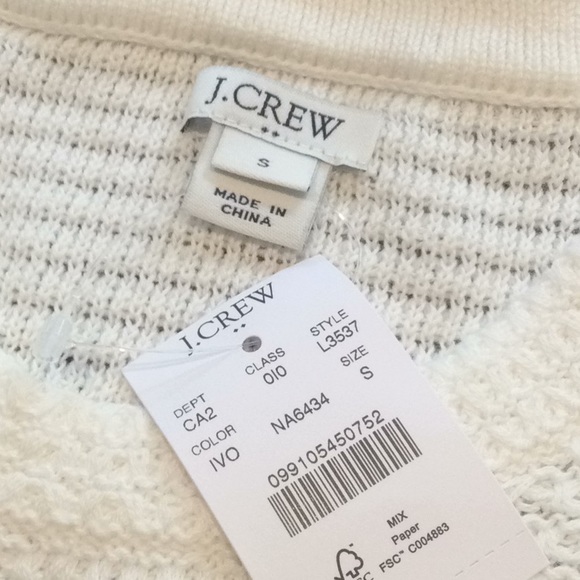 J.CREW
S
MADE IN
CHINA
J.CREW
DEPT CLASS STYLE
CA2 010 L3537
COLOR SIZE
IVO NA6434 S
099105450752
MIX
Paper
FSC™ C004883